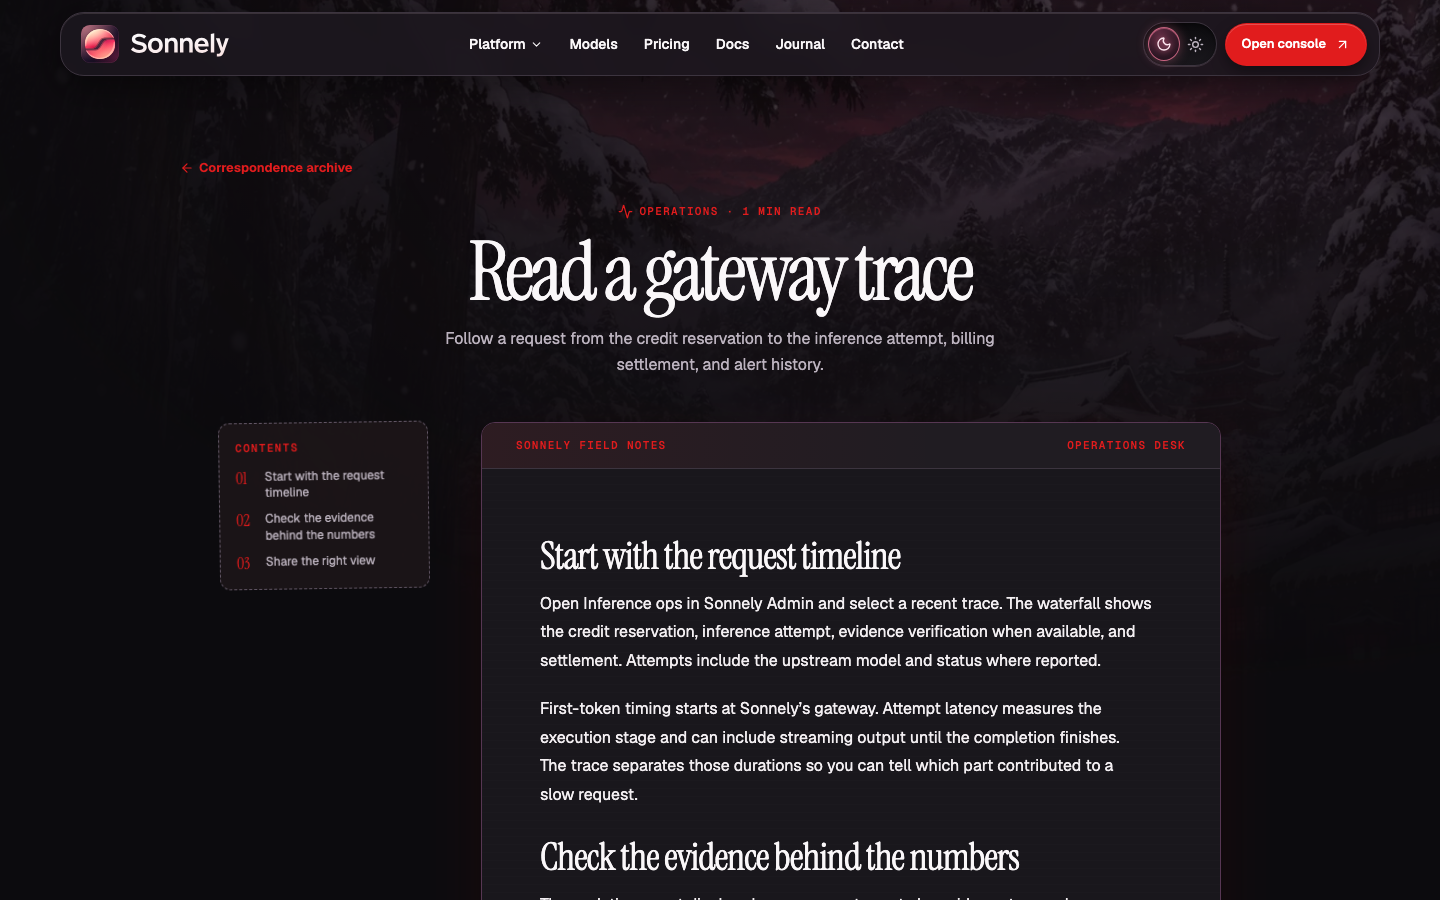 Sonnely
Platform
Models
Pricing
Docs
Journal
Contact
Open console
Correspondence archive
OPERATIONS · 1 MIN READ
Read a gateway trace
Follow a request from the credit reservation to the inference attempt, billing
settlement, and alert history.
CONTENTS
01 Start with the request
timeline
02 Check the evidence
behind the numbers
03 Share the right view
SONNELY FIELD NOTES
OPERATIONS DESK
Start with the request timeline
Open Inference ops in Sonnely Admin and select a recent trace. The waterfall shows
the credit reservation, inference attempt, evidence verification when available, and
settlement. Attempts include the upstream model and status where reported.
First-token timing starts at Sonnely’s gateway. Attempt latency measures the
execution stage and can include streaming output until the completion finishes.
The trace separates those durations so you can tell which part contributed to a
slow request.
Check the evidence behind the numbers